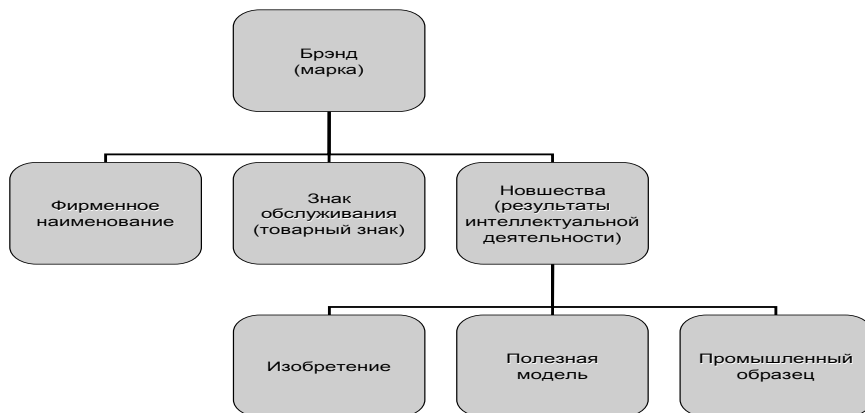 Брэнд
(марка)
Фирменное
наименование
Знак
обслуживания
(товарный знак)
Новшества
(результаты
интеллектуальной
деятельности)
Изобретение
Полезная
модель
Промышленный
образец